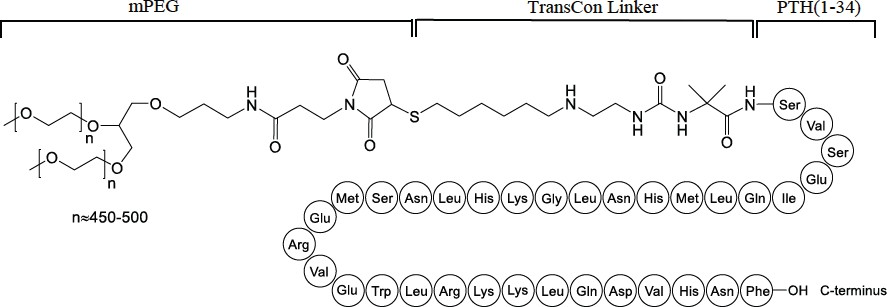 mPEG TransCon Linker PTH(1-34)
O O
O O H N N S H N N H N H H N Ser
O n O O O Val
O n O Ser
Glu
Met Ser Asn Leu His Lys Gly Leu Asn His Met Leu Gln Ile
n≈450-500 Glu
Arg
Val
Glu Trp Leu Arg Lys Lys Leu Gln Asp Val His Asn Phe OH C-terminus